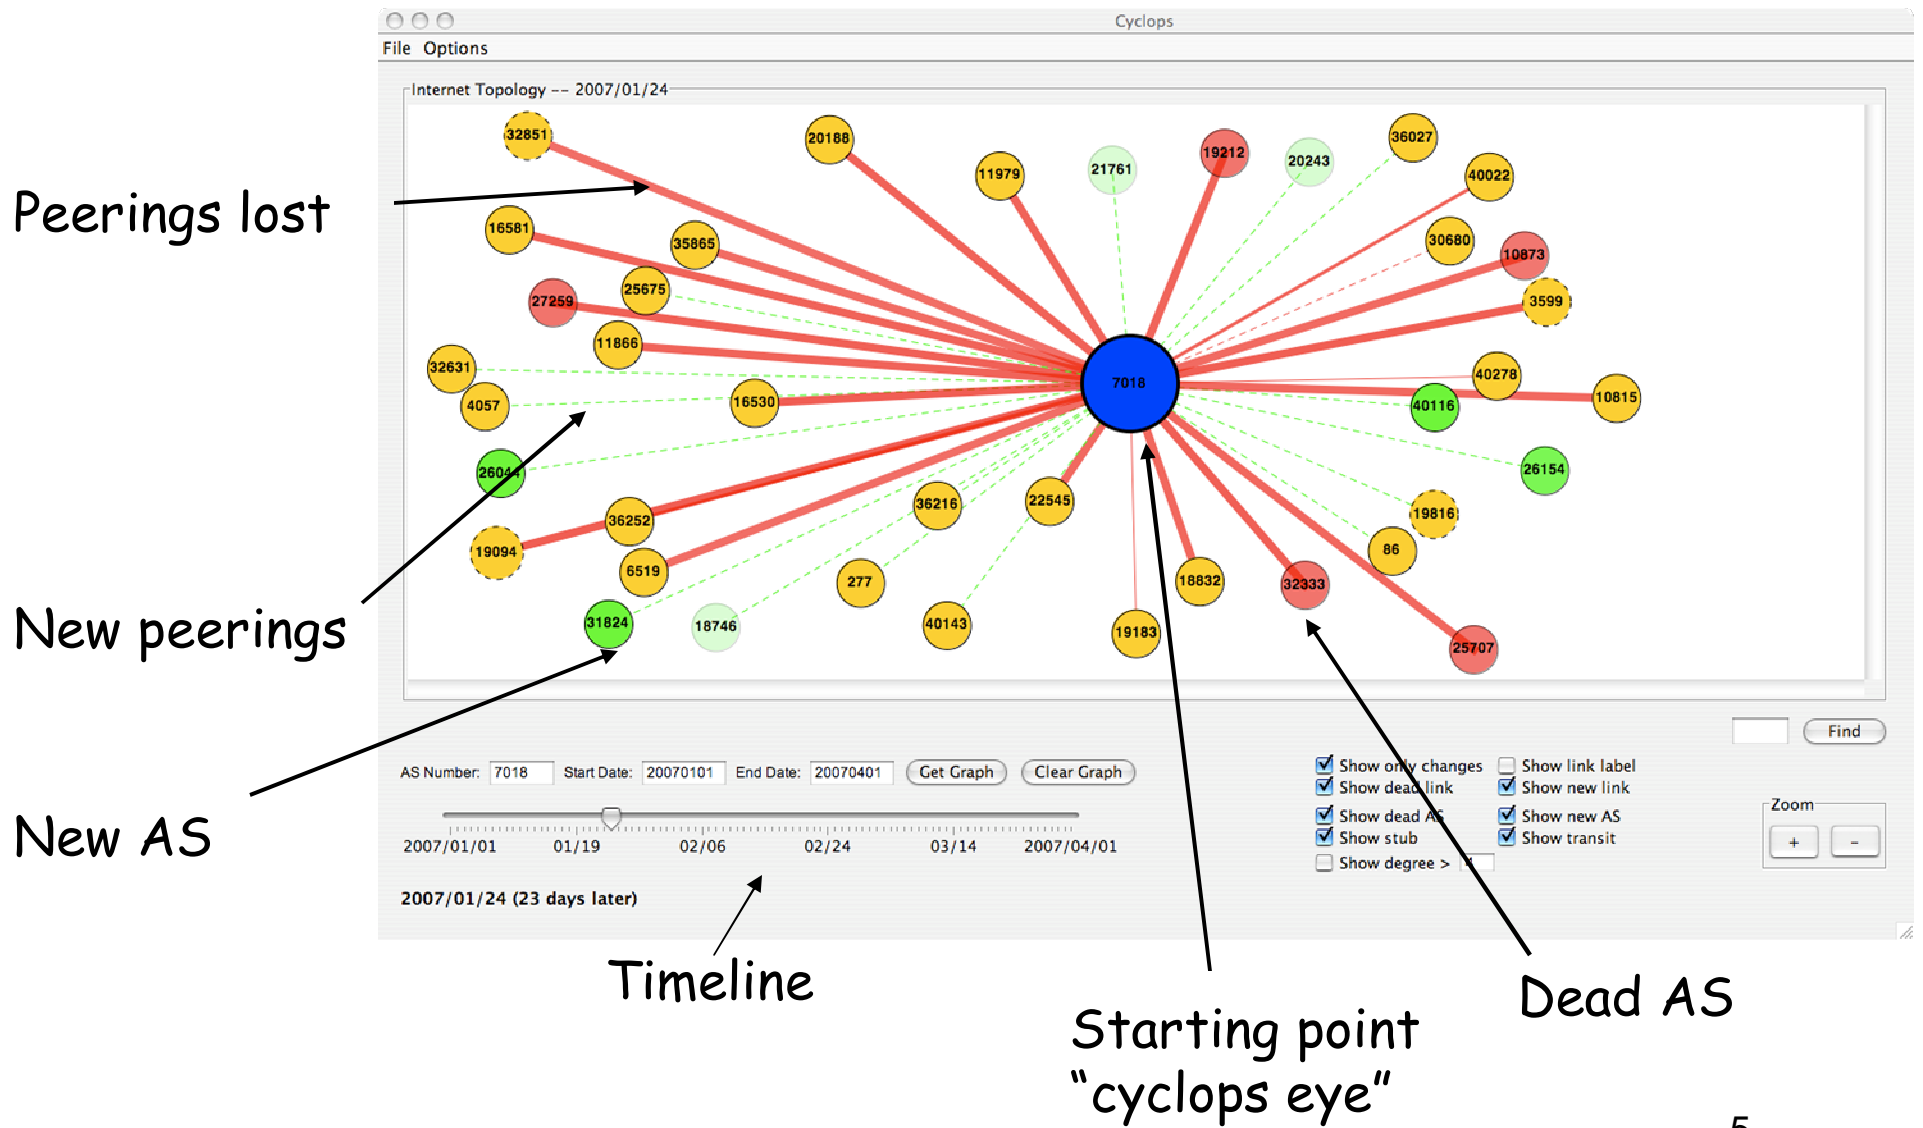 Cyclops
File Options
Internet Topology -- 2007/01/24
32851
20188
36027
19212
20243
21761
11979
40022
Peerings lost
16581
35865
30680
10873
25675
27259
3599
11866
32631
7018
40278
4057
16530
40116
10815
26044
26154
36216
22545
19816
36252
19094
86
6519
277
18832
32333
31824
18746
40143
19183
25707
New peerings
New AS
Find
AS Number: 7018 Start Date: 20070101 End Date: 20070401 Get Graph Clear Graph
Show only changes Show link label
Show dead link Show new link
Show dead AS Show new AS
Show stub Show transit
Show degree >
Zoom
+ -
2007/01/01 01/19 02/06 02/24 03/14 2007/04/01
2007/01/24 (23 days later)
Timeline
Dead AS
Starting point
“cyclops eye”
5